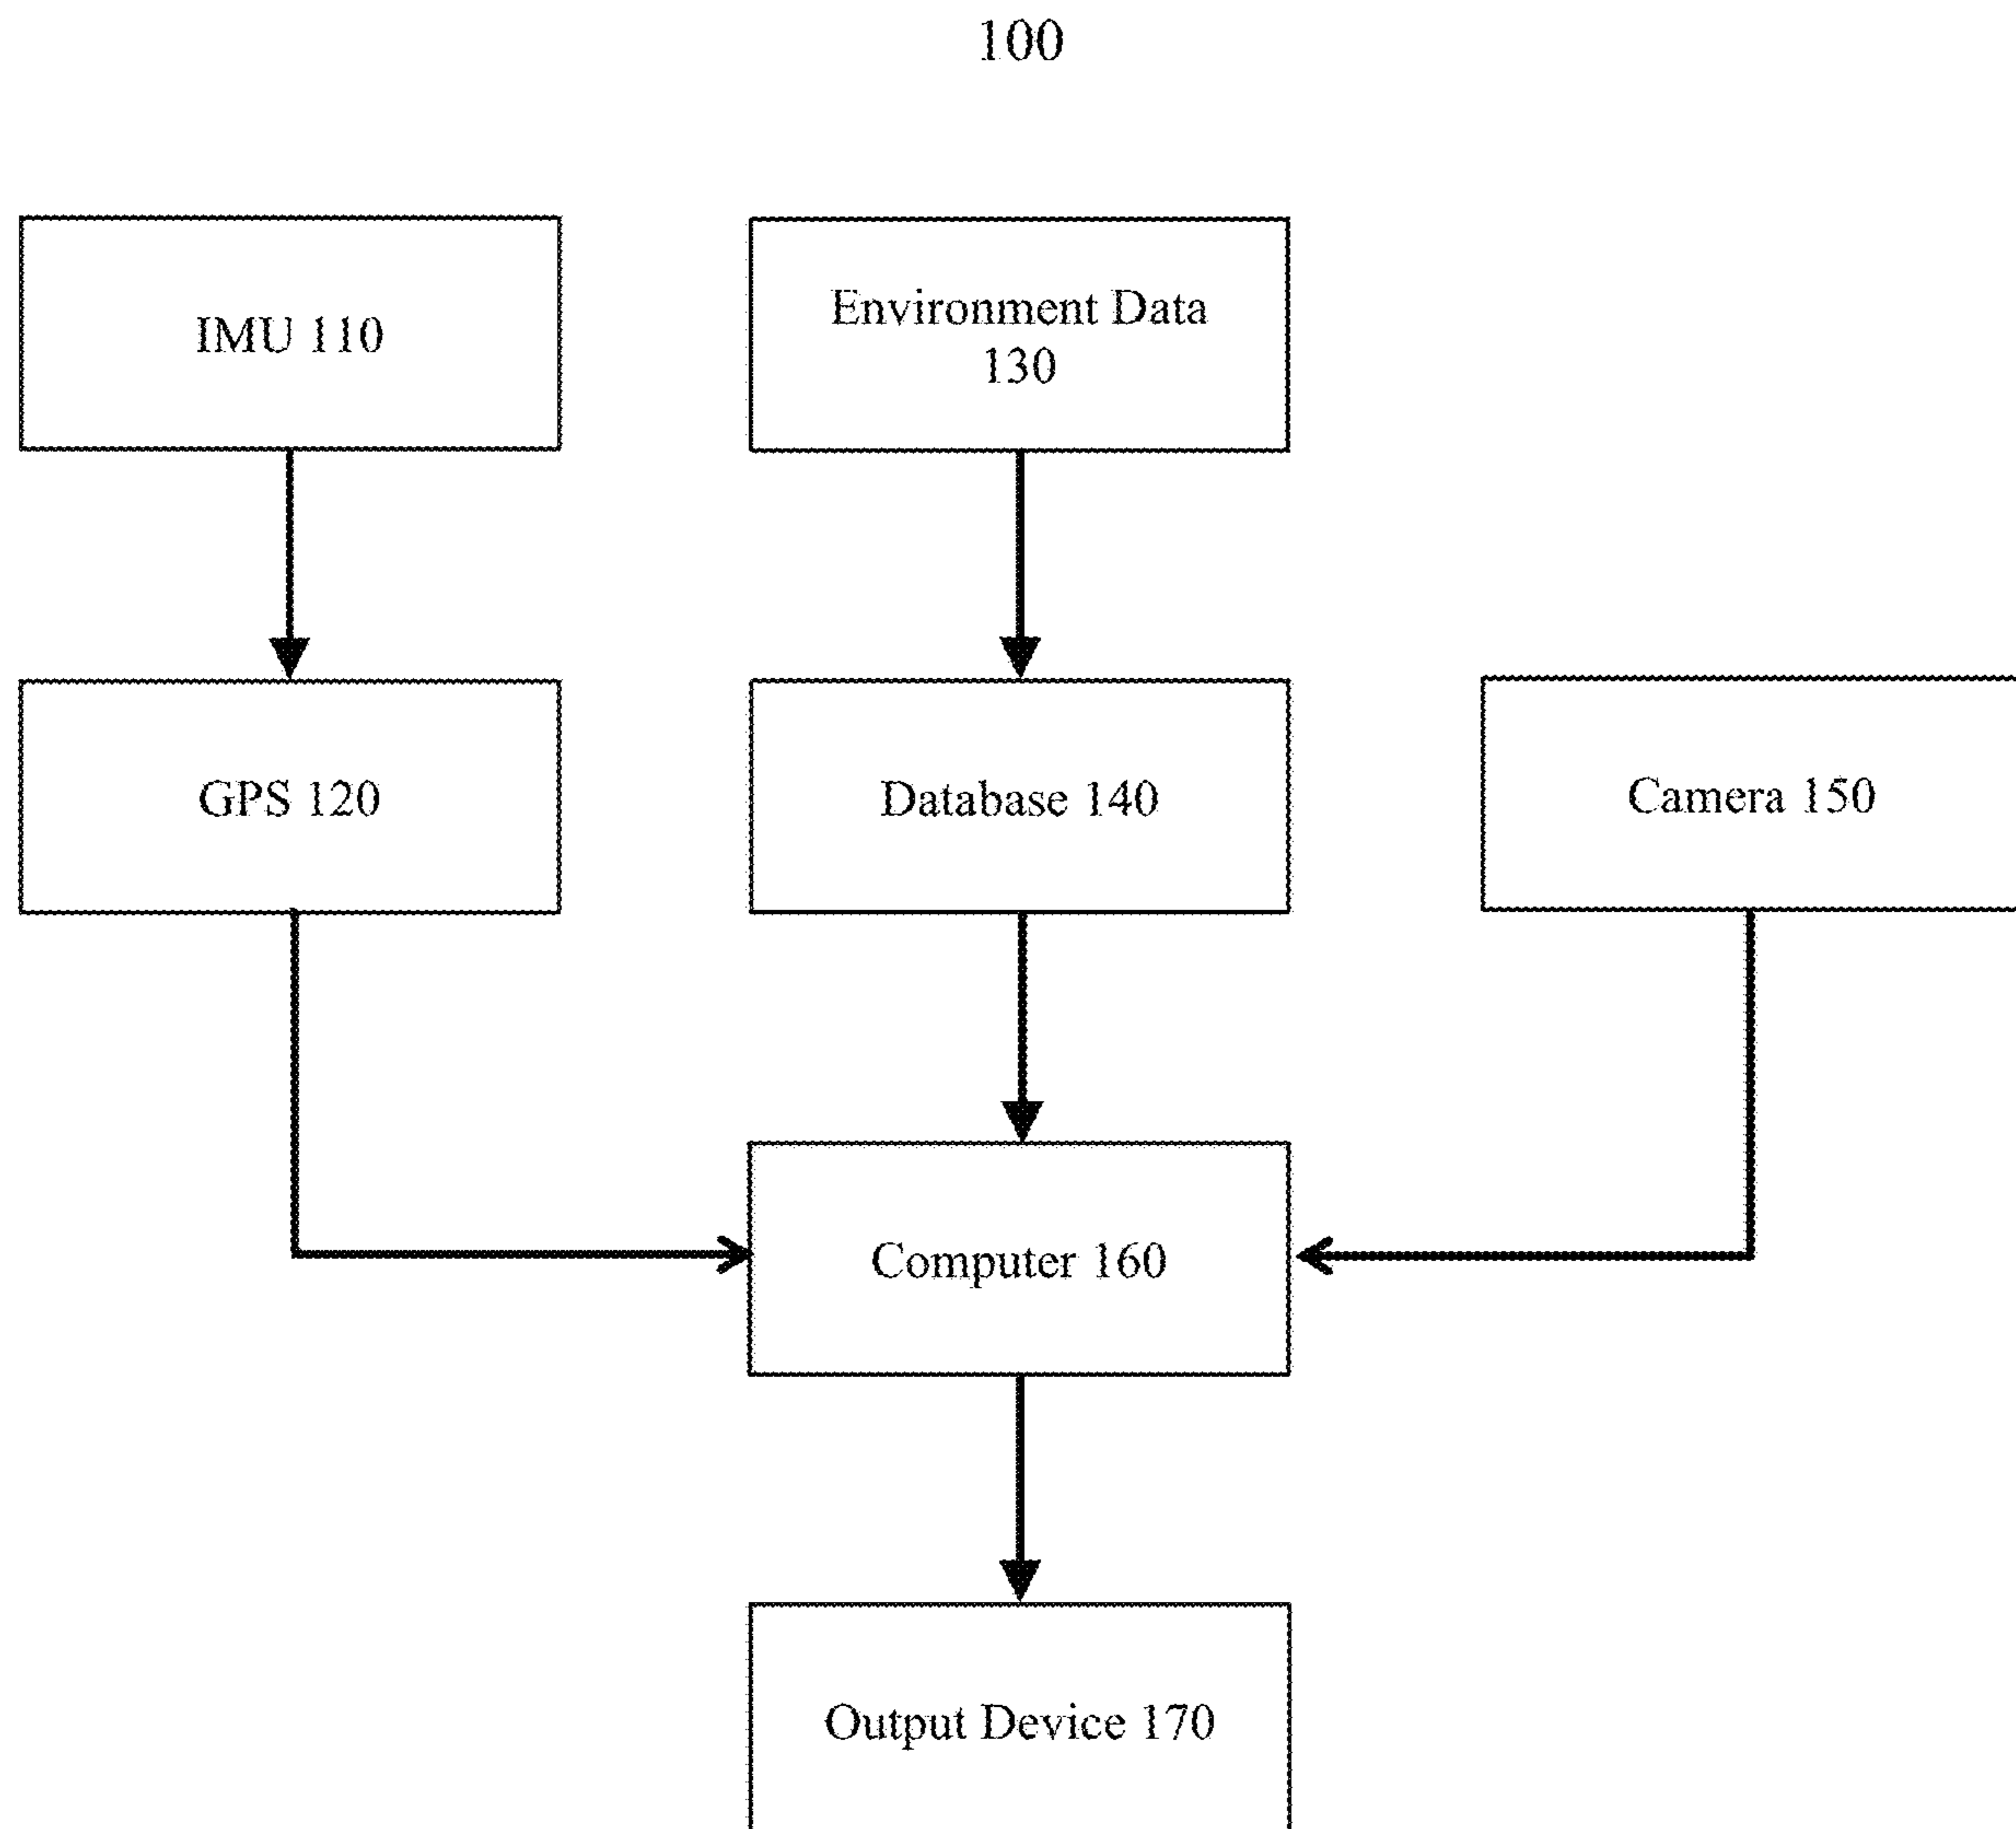 100
IMU 110
Environment Data
130
GPS 120
Database 140
Camera 150
Computer 160
Output Device 170